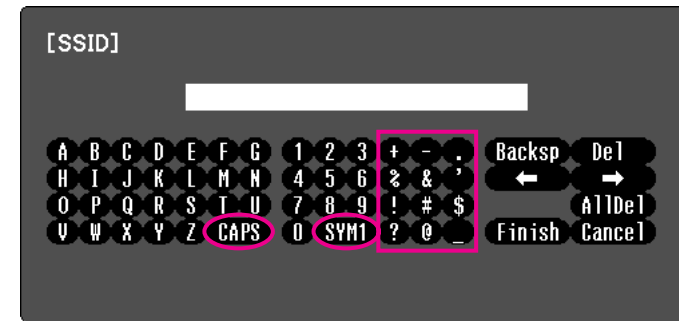 [SSID]
A B C D E F G 1 2 3 + - . Backsp Del
H I J K L M N 4 5 6 % & ’ ← →
O P Q R S T U 7 8 9 ! # $ AllDel
V W X Y Z CAPS 0 SYM1 ? @ _ Finish Cancel